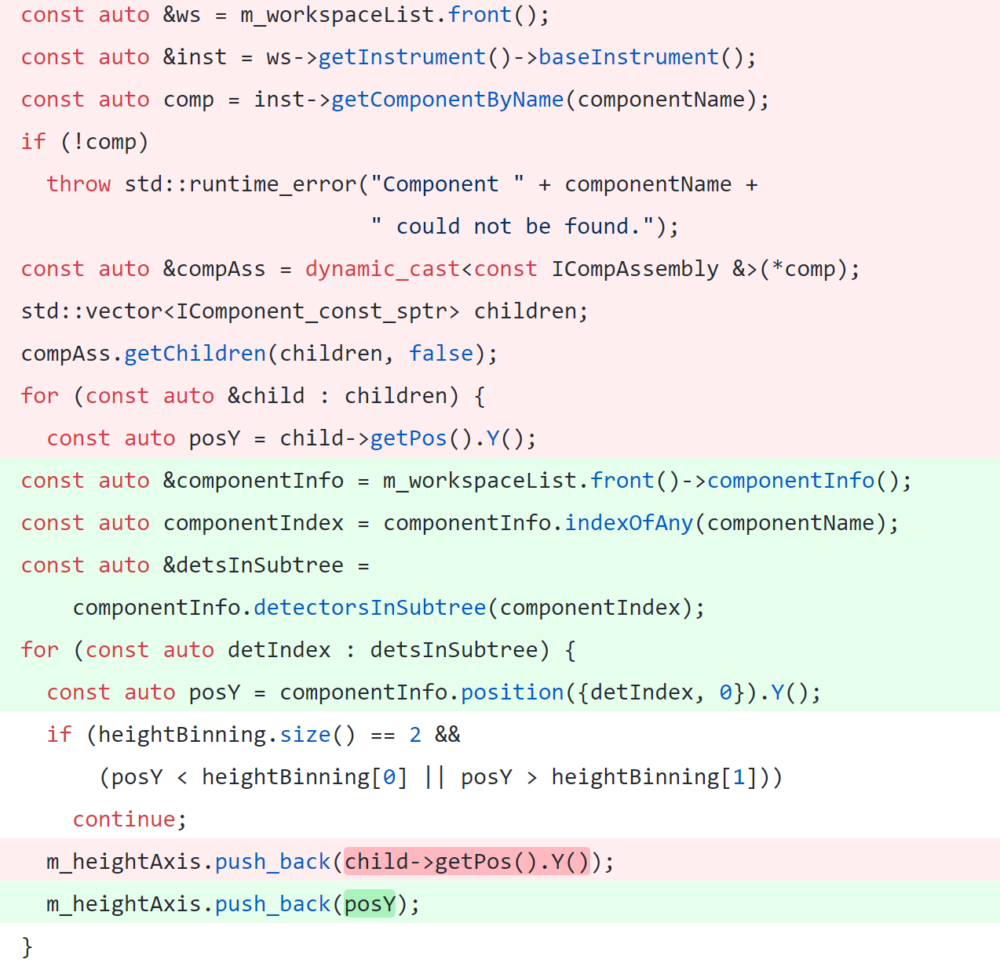 const auto &ws = m_workspaceList.front();
const auto &inst = ws->getInstrument()->baseInstrument();
const auto comp = inst->getComponentByName(componentName);
if (!comp)
  throw std::runtime_error("Component " + componentName +
                           " could not be found.");
const auto &compAss = dynamic_cast<const ICompAssembly &>(*comp);
std::vector<IComponent_const_sptr> children;
compAss.getChildren(children, false);
for (const auto &child : children) {
  const auto posY = child->getPos().Y();
const auto &componentInfo = m_workspaceList.front()->componentInfo();
const auto componentIndex = componentInfo.indexOfAny(componentName);
const auto &detsInSubtree =
    componentInfo.detectorsInSubtree(componentIndex);
for (const auto detIndex : detsInSubtree) {
  const auto posY = componentInfo.position({detIndex, 0}).Y();
  if (heightBinning.size() == 2 &&
      (posY < heightBinning[0] || posY > heightBinning[1]))
    continue;
  m_heightAxis.push_back(child->getPos().Y());
  m_heightAxis.push_back(posY);
}